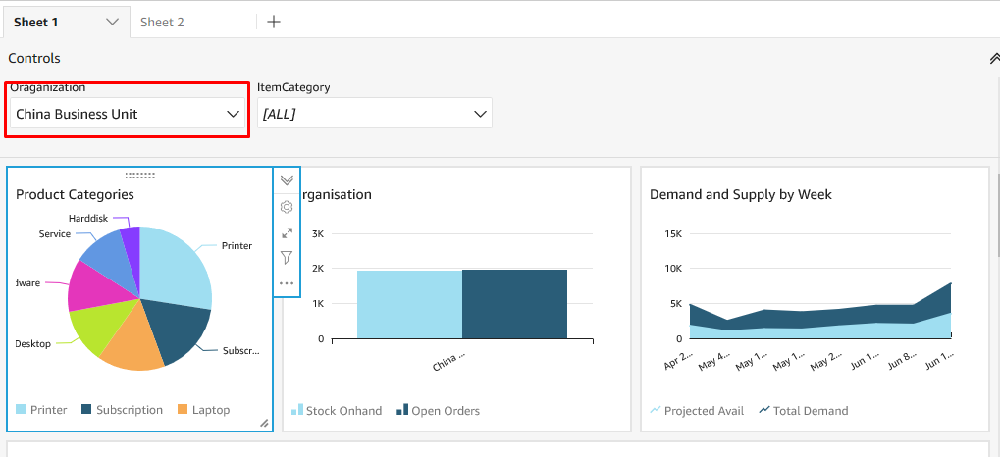 Sheet 1
Sheet 2
Controls
Oraganization
ItemCategory
China Business Unit
[ALL]
Product Categories
Harddisk
Service
Printer
dware
Desktop
Subscr...
Laptop
Printer
Subscription
Laptop
rganisation
3K
2K
1K
0
China ...
Stock Onhand
Open Orders
Demand and Supply by Week
15K
10K
5K
0
Apr 2...
May 4...
May 1...
May 1...
May 2...
Jun 1...
Jun 8...
Jun 1...
Projected Avail
Total Demand